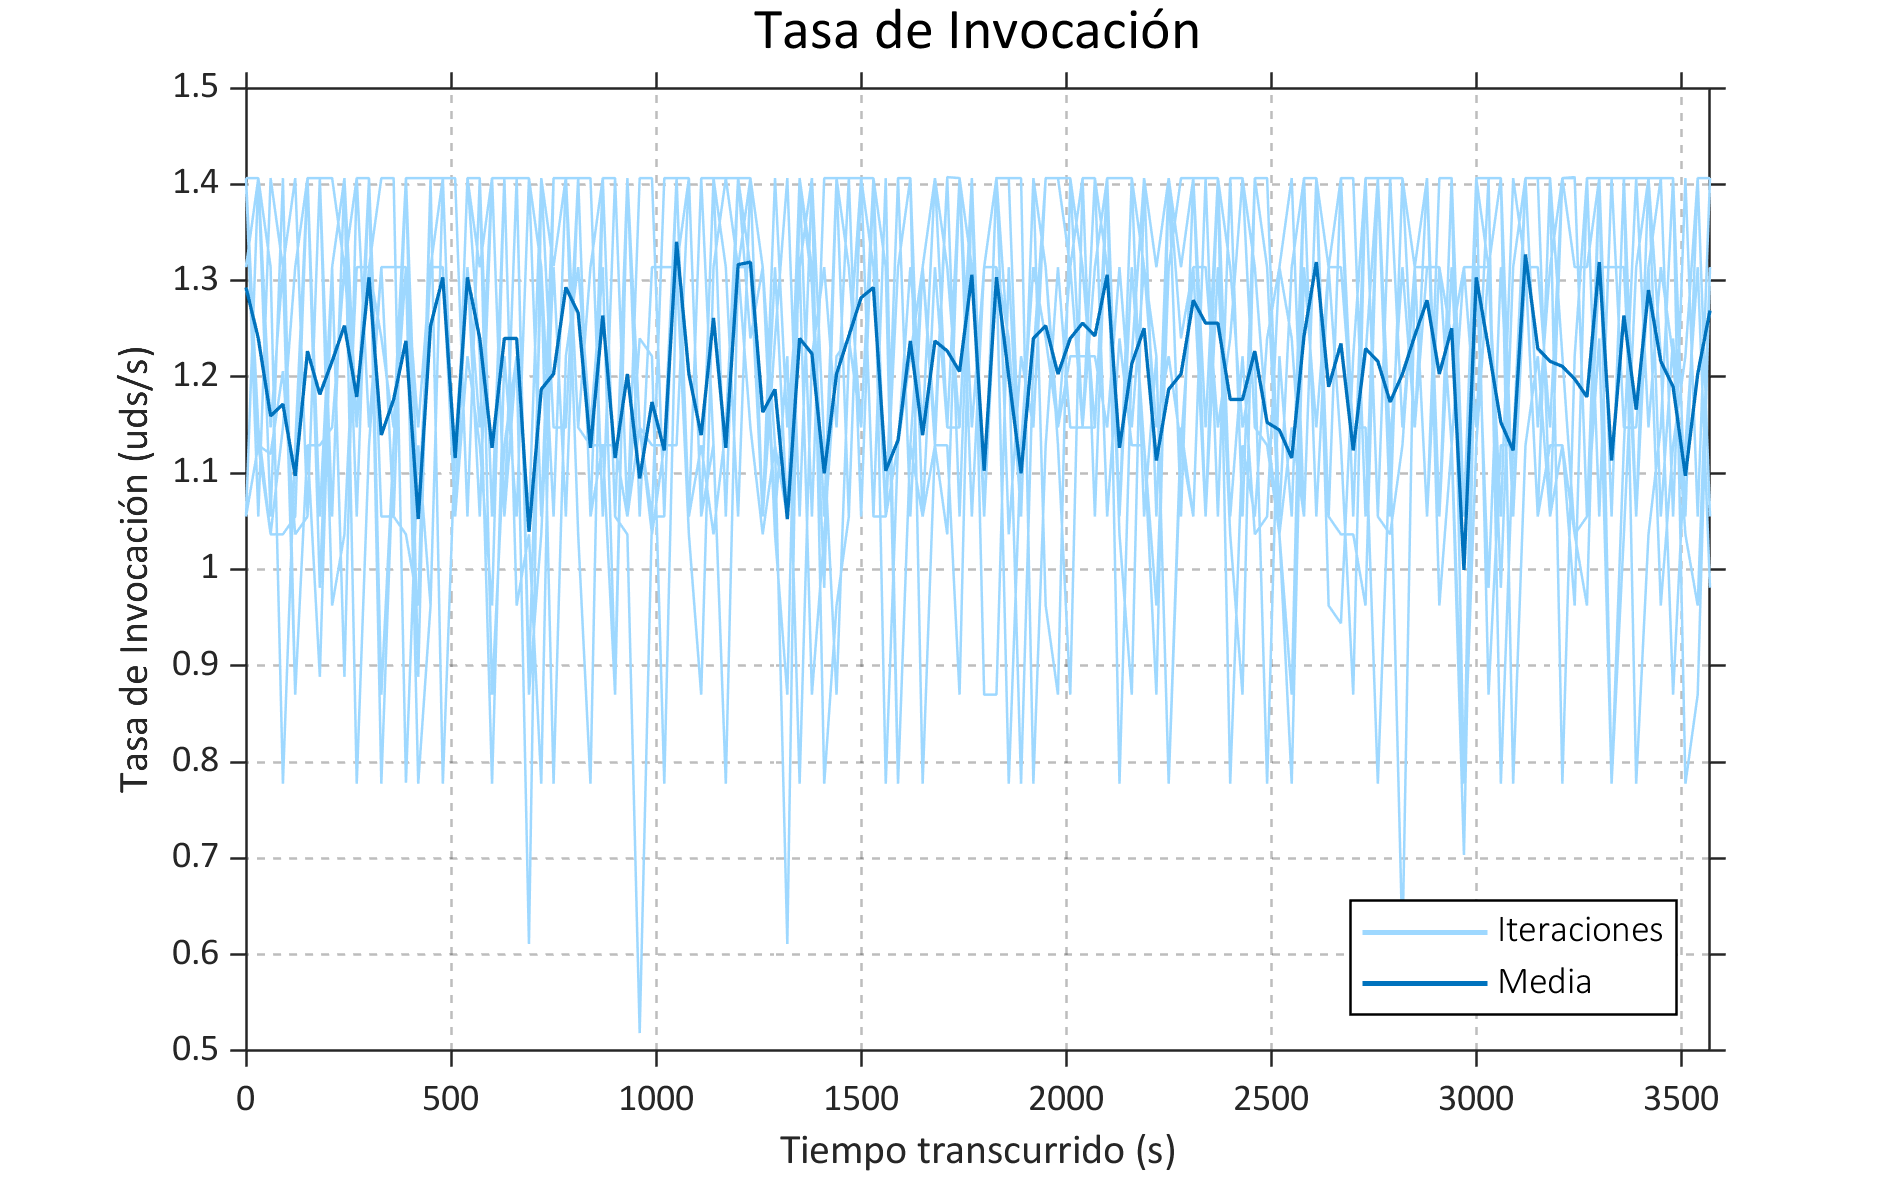 Tasa de Invocación
1.5
1.4
1.3
1.2
1.1
1
0.9
0.8
0.7
0.6
0.5
Tasa de Invocación (uds/s)
Iteraciones
Media
0 500 1000 1500 2000 2500 3000 3500
Tiempo transcurrido (s)